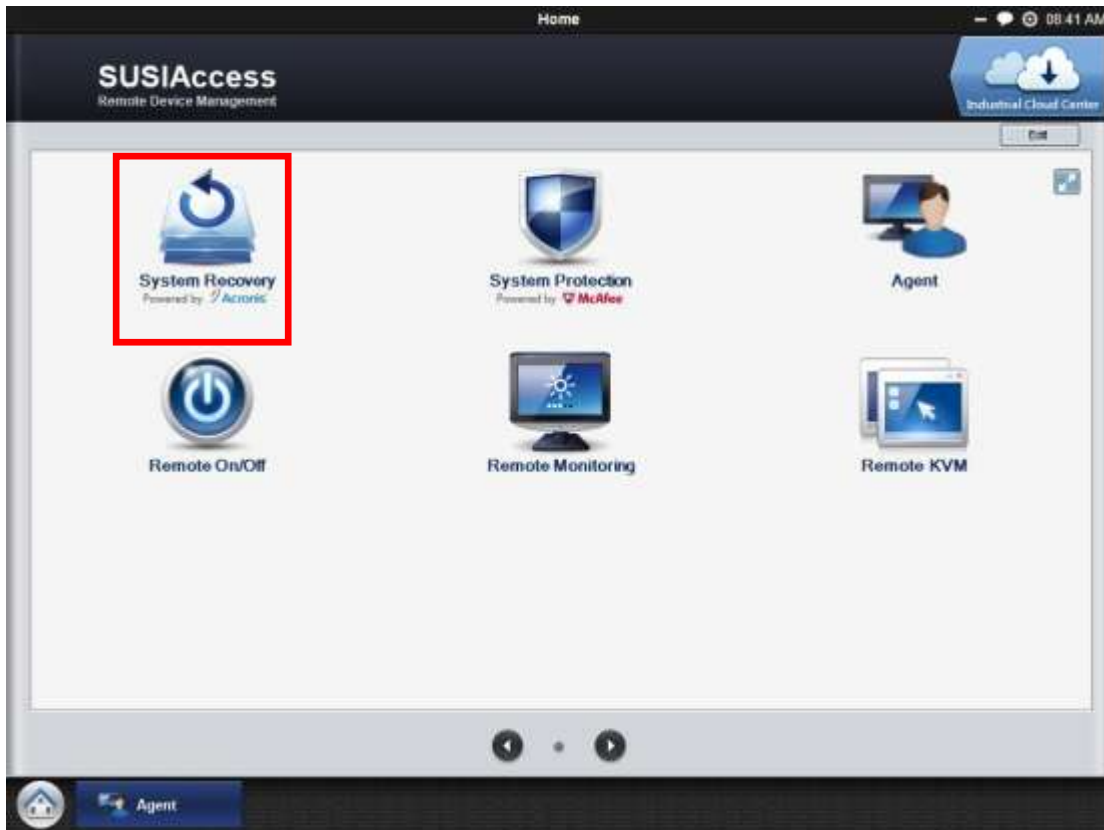 Home
08:41 AM
SUSIAccess
Remote Device Management
Industrial Cloud Center
Exit
System Recovery
Powered by Acronis
System Protection
Powered by McAfee
Agent
Remote On/Off
Remote Monitoring
Remote KVM
Agent